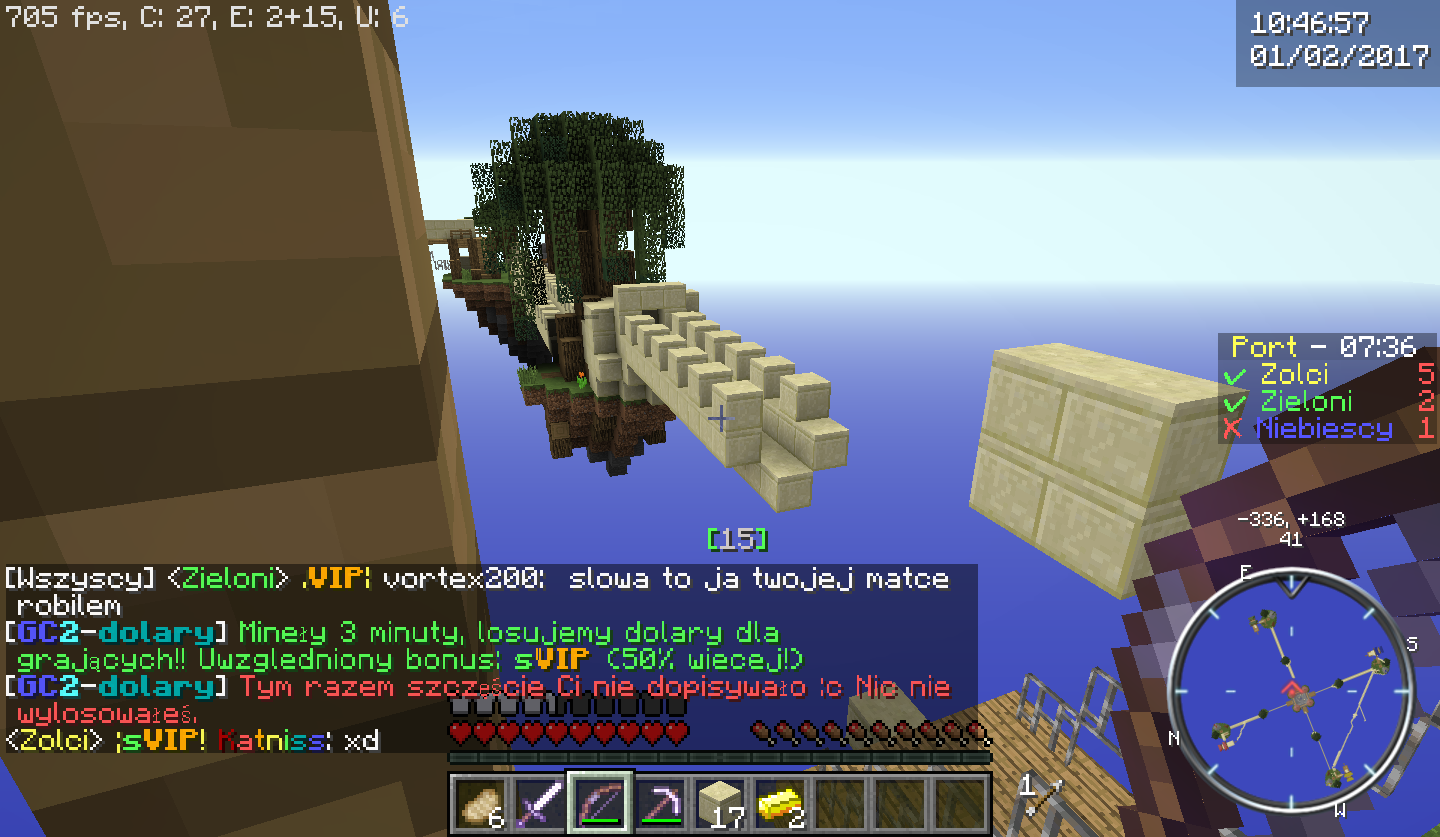 705 fps, C: 27, E: 2+15, U: 6
10:46:57
01/02/2017
Port - 07:36
✓ Zolci 5
✓ Zieloni 2
✗ Niebiescy 1
-336, +168
41
E
S
N
W
[15]
[Wszyscy] <Zieloni> .VIP! vortex200: slowa to ja twojej matce
robilem
[GC2-dolary] Mineły 3 minuty, losujemy dolary dla
grających!! Uwzgledniony bonus: sVIP (50% wiecej!)
[GC2-dolary] Tym razem szczęście Ci nie dopisywało :c Nic nie
wylosowałeś.
<Zolci> ¦sVIP! Katniss: xd
6
17
2
1